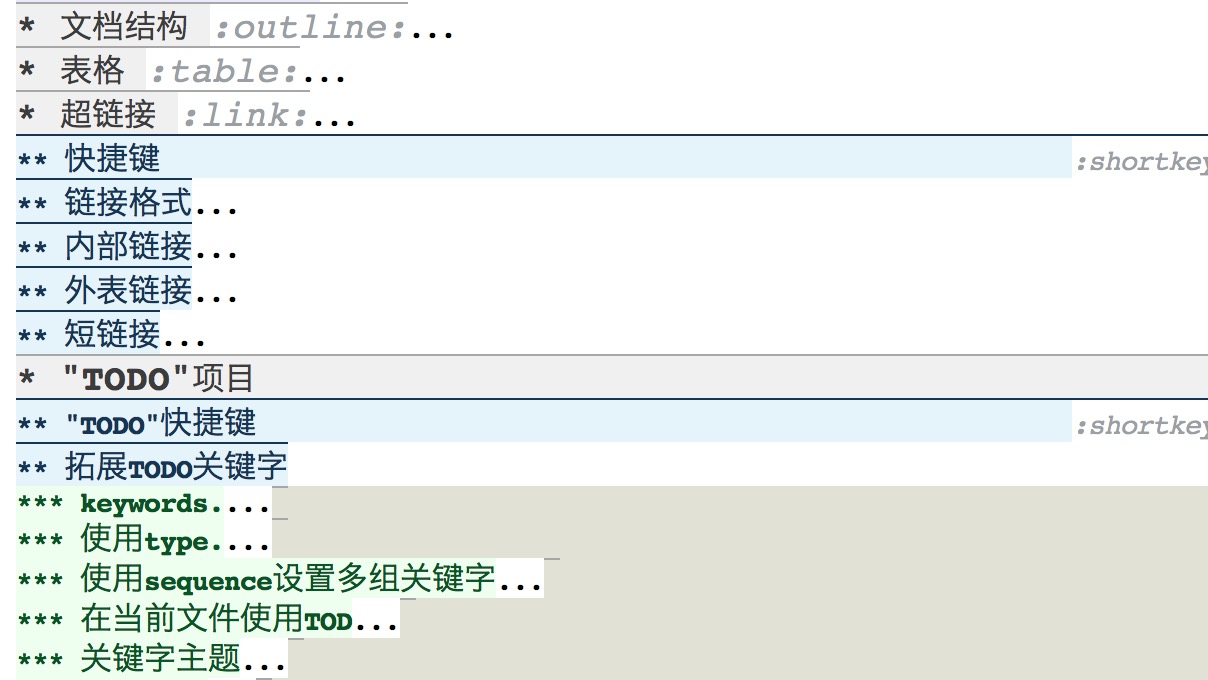 * 文档结构 :outline:...
* 表格 :table:...
* 超链接 :link:...
** 快捷键 :shortkey
** 链接格式...
** 内部链接...
** 外表链接...
** 短链接...
* "TODO"项目
** "TODO"快捷键 :shortkey
** 拓展TODO关键字
*** keywords....
*** 使用type....
*** 使用sequence设置多组关键字...
*** 在当前文件使用TOD...
*** 关键字主题...